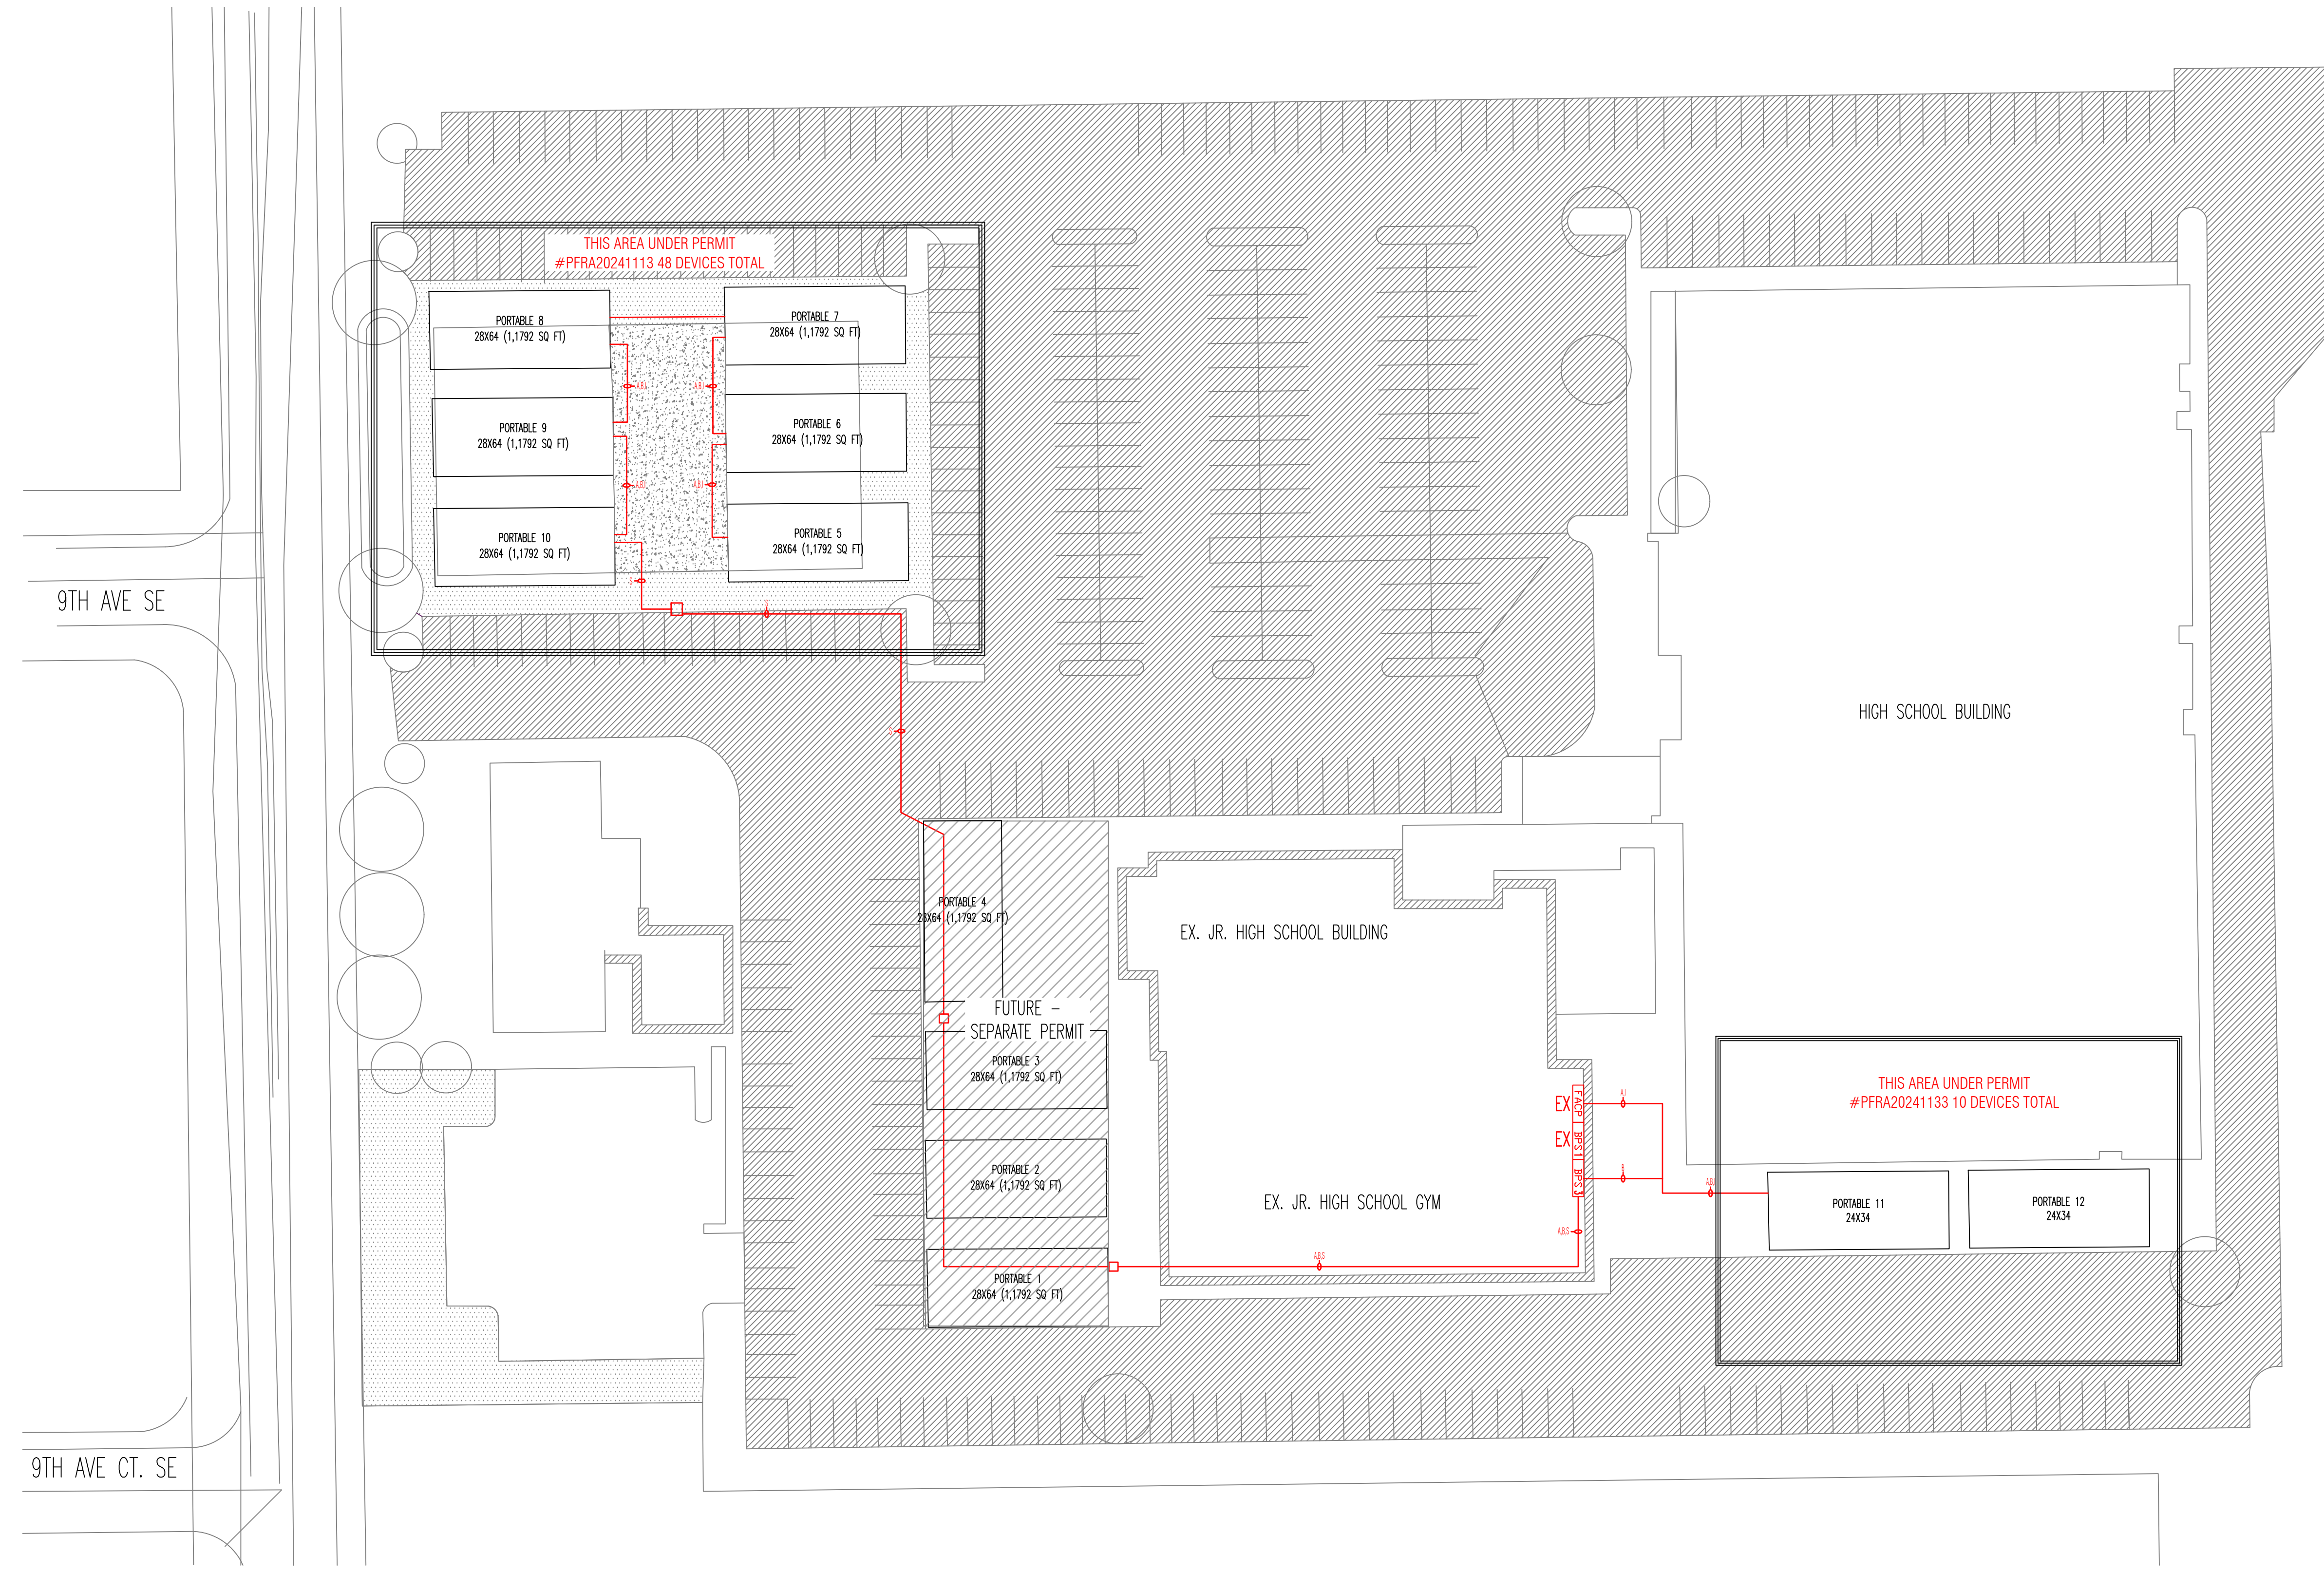 THIS AREA UNDER PERMIT
#PFRA20241113 48 DEVICES TOTAL
PORTABLE 8
28X64 (1,1792 SQ FT)
PORTABLE 7
28X64 (1,1792 SQ FT)
A,B,I
A,B,I
PORTABLE 9
28X64 (1,1792 SQ FT)
PORTABLE 6
28X64 (1,1792 SQ FT)
A,B,I
A,B,I
PORTABLE 10
28X64 (1,1792 SQ FT)
PORTABLE 5
28X64 (1,1792 SQ FT)
S
S
9TH AVE SE
S
HIGH SCHOOL BUILDING
PORTABLE 4
28X64 (1,1792 SQ FT)
EX. JR. HIGH SCHOOL BUILDING
FUTURE -
SEPARATE PERMIT
PORTABLE 3
28X64 (1,1792 SQ FT)
EX FACP
A,I
THIS AREA UNDER PERMIT
#PFRA20241133 10 DEVICES TOTAL
EX BPS 1
PORTABLE 2
28X64 (1,1792 SQ FT)
BPS 3
B
A,B,I
EX. JR. HIGH SCHOOL GYM
PORTABLE 11
24X34
PORTABLE 12
24X34
A,B,S
A,B,S
PORTABLE 1
28X64 (1,1792 SQ FT)
9TH AVE CT. SE